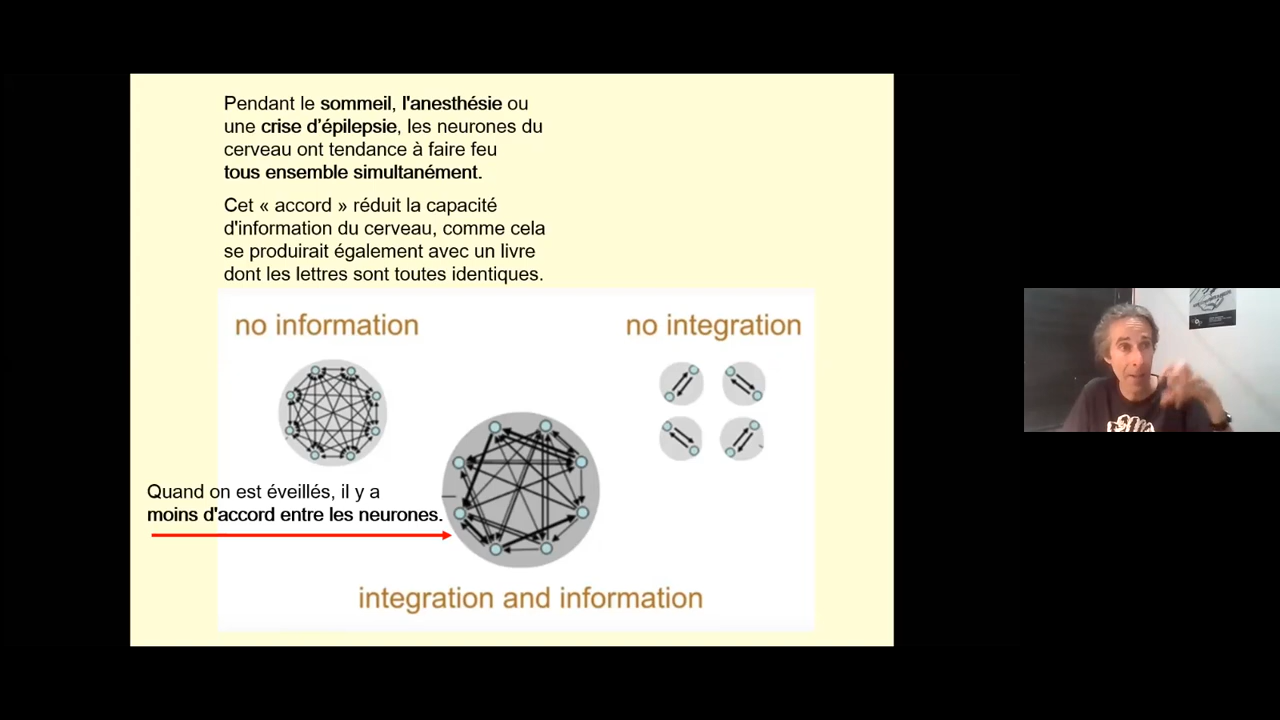 Pendant le sommeil, l'anesthésie ou
une crise d’épilepsie, les neurones du
cerveau ont tendance à faire feu
tous ensemble simultanément.
Cet « accord » réduit la capacité
d'information du cerveau, comme cela
se produirait également avec un livre
dont les lettres sont toutes identiques.
no information
no integration
Quand on est éveillés, il y a
moins d'accord entre les neurones.
integration and information